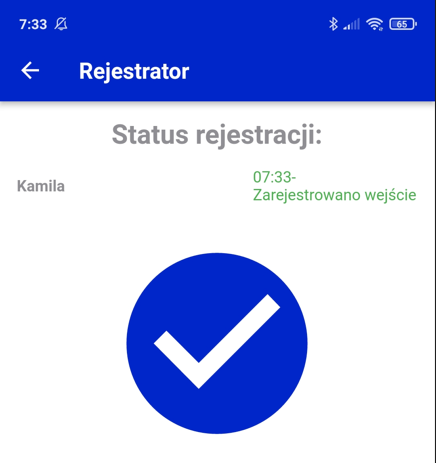 7:33
65
Rejestrator
Status rejestracji:
Kamila
07:33-
Zarejestrowano wejście